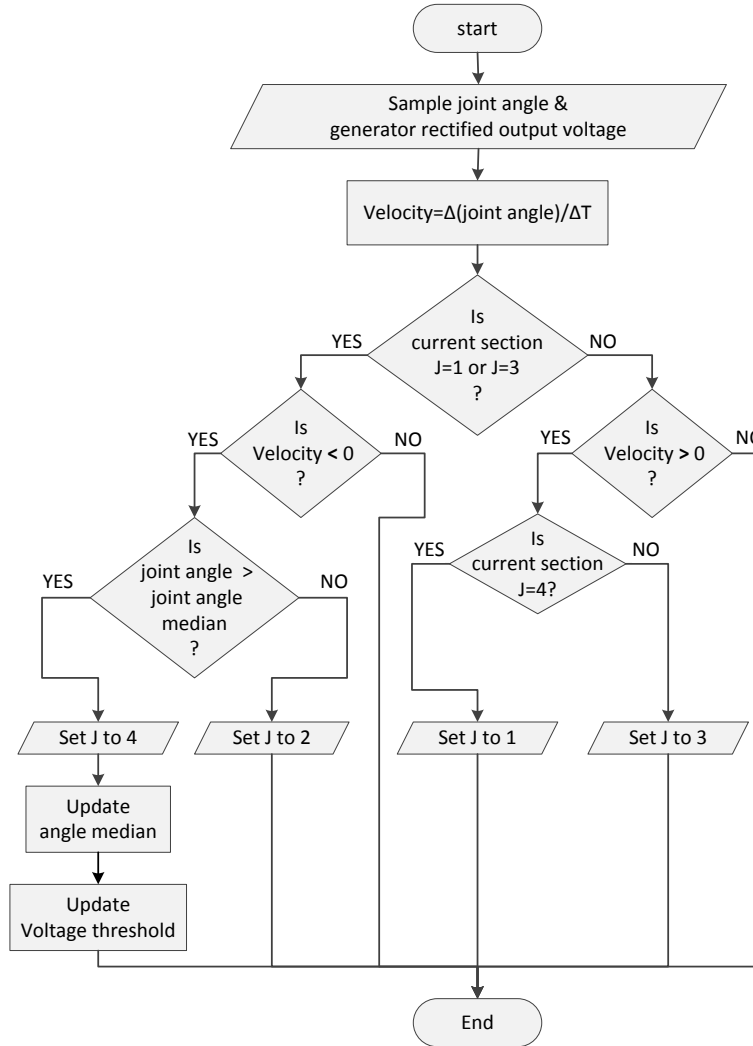 start
Sample joint angle &
generator rectified output voltage
Velocity=Δ(joint angle)/ΔT
Is
current section
J=1 or J=3
?
YES
NO
Is
Velocity < 0
?
YES
NO
Is
Velocity > 0
?
YES
NO
Is
joint angle >
joint angle
median
?
YES
NO
Is
current section
J=4?
YES
NO
Set J to 4
Set J to 2
Set J to 1
Set J to 3
Update
angle median
Update
Voltage threshold
End